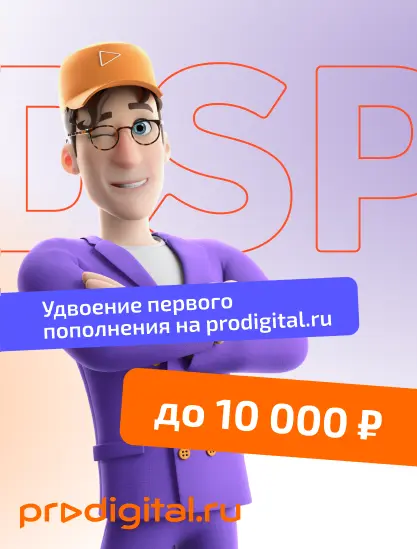 DSP
Удвоение первого
пополнения на prodigital.ru
до 10 000 ₽
prodigital.ru